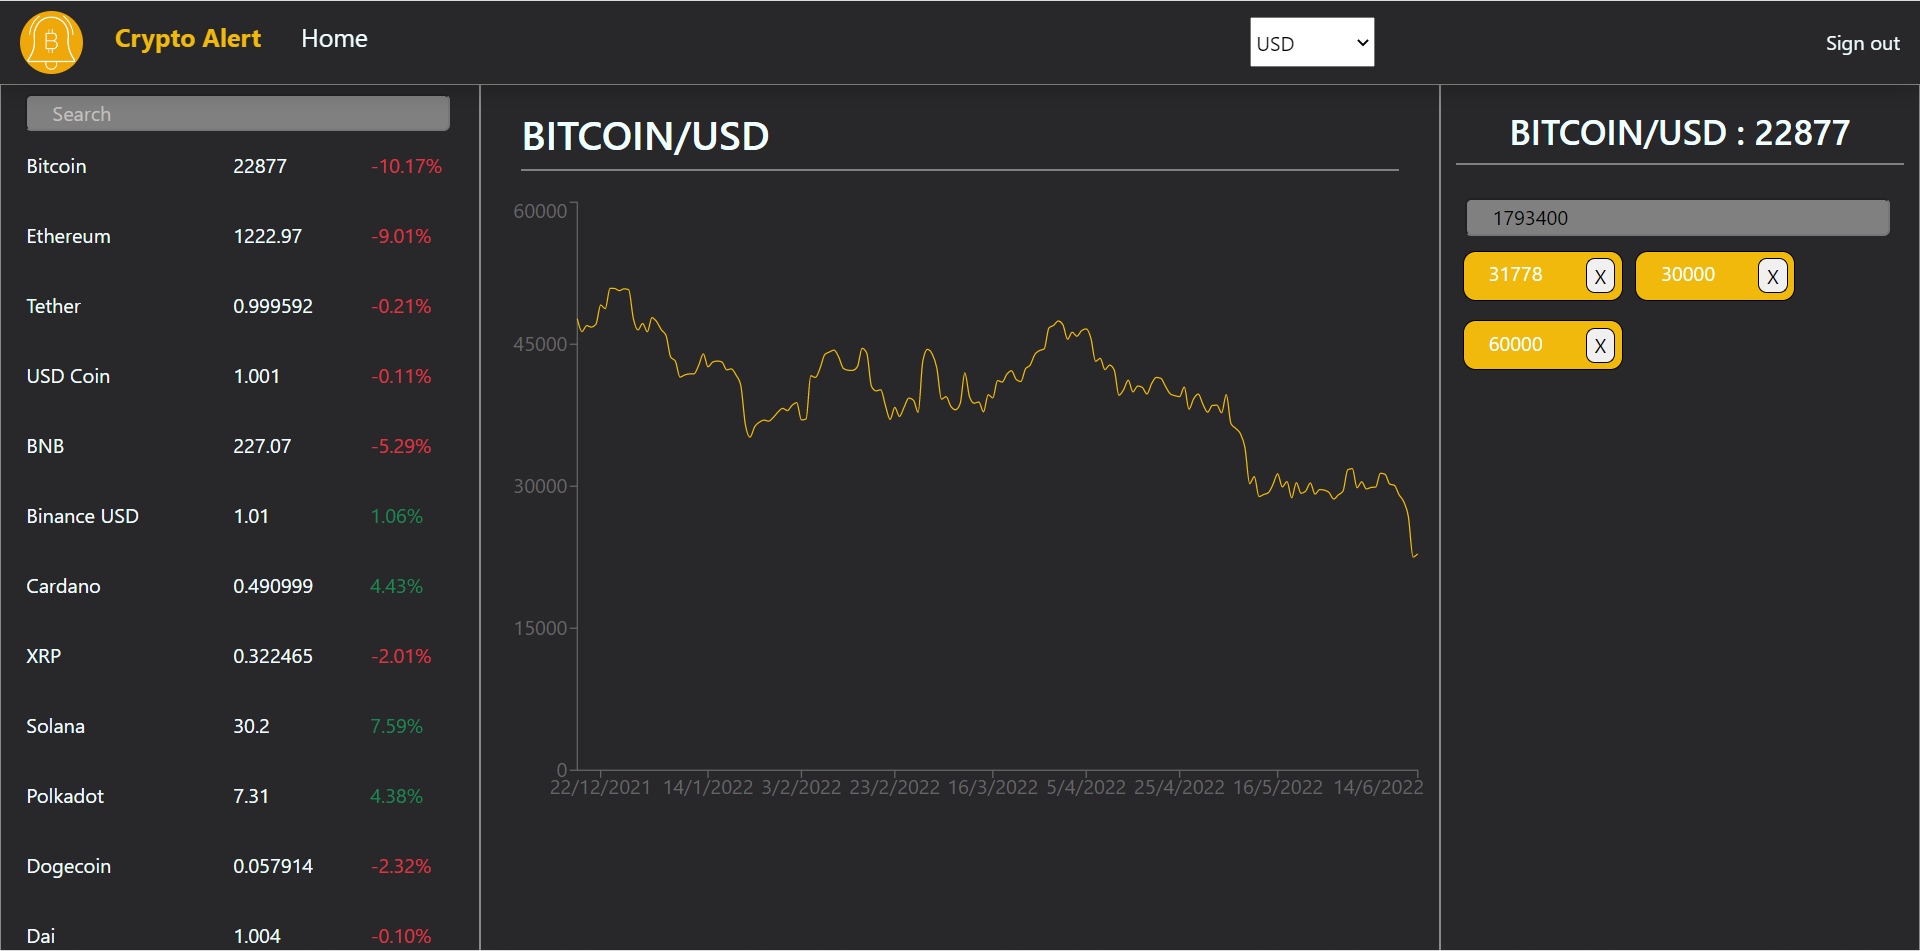 Crypto Alert Home USD Sign out
Search
Bitcoin 22877 -10.17%
Ethereum 1222.97 -9.01%
Tether 0.999592 -0.21%
USD Coin 1.001 -0.11%
BNB 227.07 -5.29%
Binance USD 1.01 1.06%
Cardano 0.490999 4.43%
XRP 0.322465 -2.01%
Solana 30.2 7.59%
Polkadot 7.31 4.38%
Dogecoin 0.057914 -2.32%
Dai 1.004 -0.10%
BITCOIN/USD
60000
45000
30000
15000
0
22/12/2021 14/1/2022 3/2/2022 23/2/2022 16/3/2022 5/4/2022 25/4/2022 16/5/2022 14/6/2022
BITCOIN/USD : 22877
1793400
31778 X 30000 X
60000 X